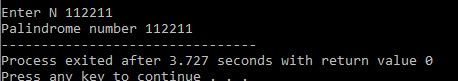 Enter N 112211
Palindrome number 112211
--------------------------------
Process exited after 3.727 seconds with return value 0
Press any key to continue . . .